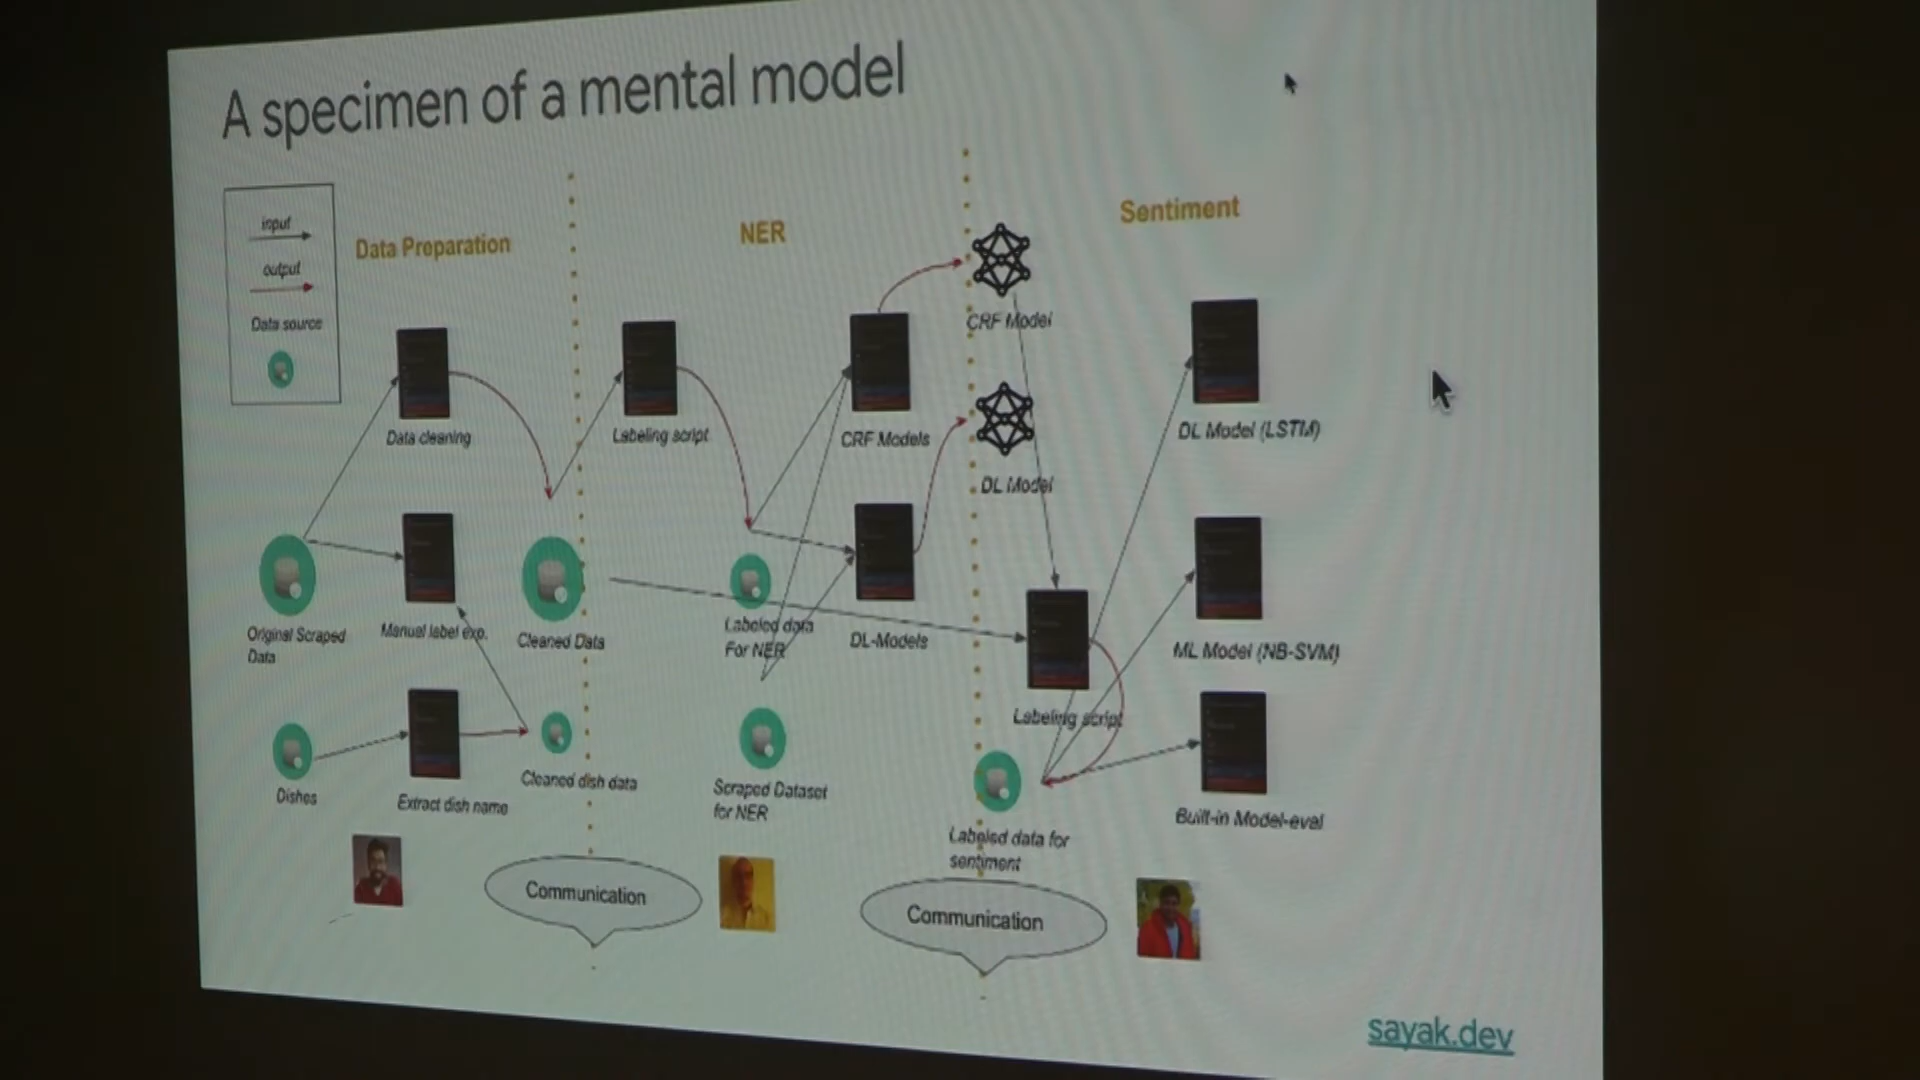 A specimen of a mental model
input
output
Data source
Data Preparation
NER
Sentiment
CRF Model
Data cleaning
Labeling script
CRF Models
DL Model (LSTM)
DL Model
Original Scraped
Data
Manual label exp.
Cleaned Data
Labeled data
For NER
DL-Models
ML Model (NB-SVM)
Labeling script
Dishes
Extract dish name
Cleaned dish data
Scraped Dataset
for NER
Labeled data for
sentiment
Built-in Model-eval
Communication
Communication
sayak.dev